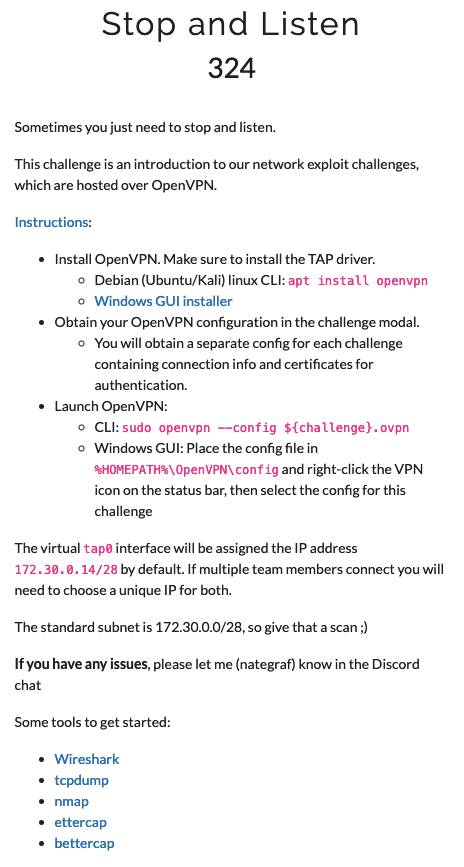 Stop and Listen
324
Sometimes you just need to stop and listen.
This challenge is an introduction to our network exploit challenges,
which are hosted over OpenVPN.
Instructions:
• Install OpenVPN. Make sure to install the TAP driver.
◦ Debian (Ubuntu/Kali) linux CLI: apt install openvpn
◦ Windows GUI installer
• Obtain your OpenVPN configuration in the challenge modal.
◦ You will obtain a separate config for each challenge
containing connection info and certificates for
authentication.
• Launch OpenVPN:
◦ CLI: sudo openvpn --config ${challenge}.ovpn
◦ Windows GUI: Place the config file in
%HOMEPATH%\OpenVPN\config and right-click the VPN
icon on the status bar, then select the config for this
challenge
The virtual tap0 interface will be assigned the IP address
172.30.0.14/28 by default. If multiple team members connect you will
need to choose a unique IP for both.
The standard subnet is 172.30.0.0/28, so give that a scan ;)
If you have any issues, please let me (nategraf) know in the Discord
chat
Some tools to get started:
• Wireshark
• tcpdump
• nmap
• ettercap
• bettercap